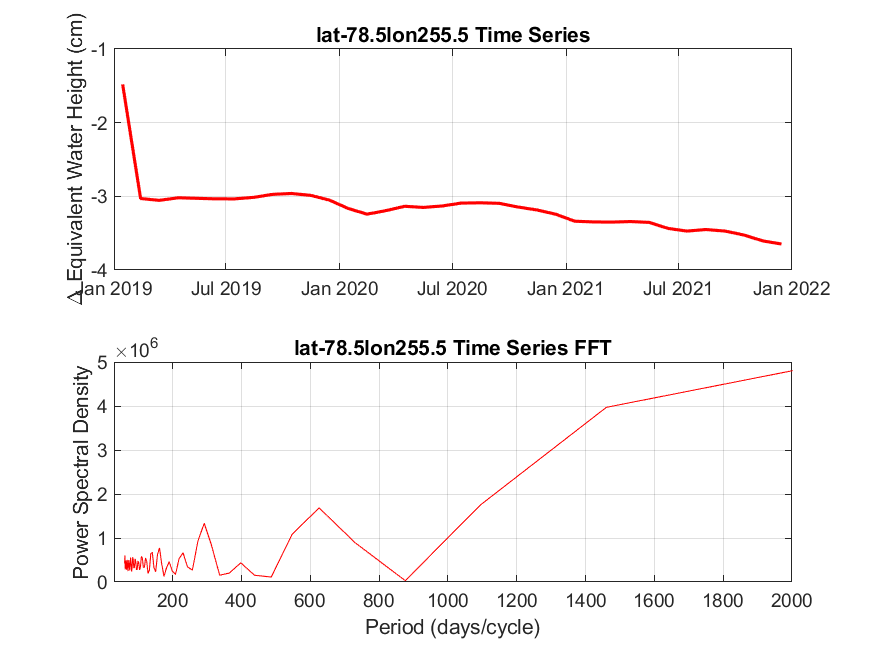 lat-78.5lon255.5 Time Series
Δ Equivalent Water Height (cm)
-1
-2
-3
-4
Jan 2019 Jul 2019 Jan 2020 Jul 2020 Jan 2021 Jul 2021 Jan 2022
lat-78.5lon255.5 Time Series FFT
×10⁶
Power Spectral Density
5
4
3
2
1
0
200 400 600 800 1000 1200 1400 1600 1800 2000
Period (days/cycle)